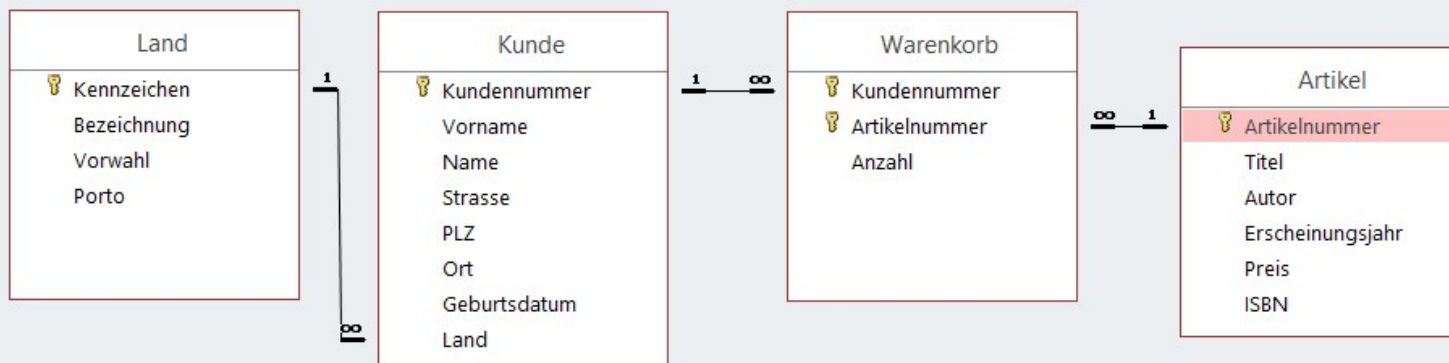 Land
Kennzeichen
Bezeichnung
Vorwahl
Porto
1
∞
Kunde
Kundennummer
Vorname
Name
Strasse
PLZ
Ort
Geburtsdatum
Land
1
∞
Warenkorb
Kundennummer
Artikelnummer
Anzahl
∞
1
Artikel
Artikelnummer
Titel
Autor
Erscheinungsjahr
Preis
ISBN